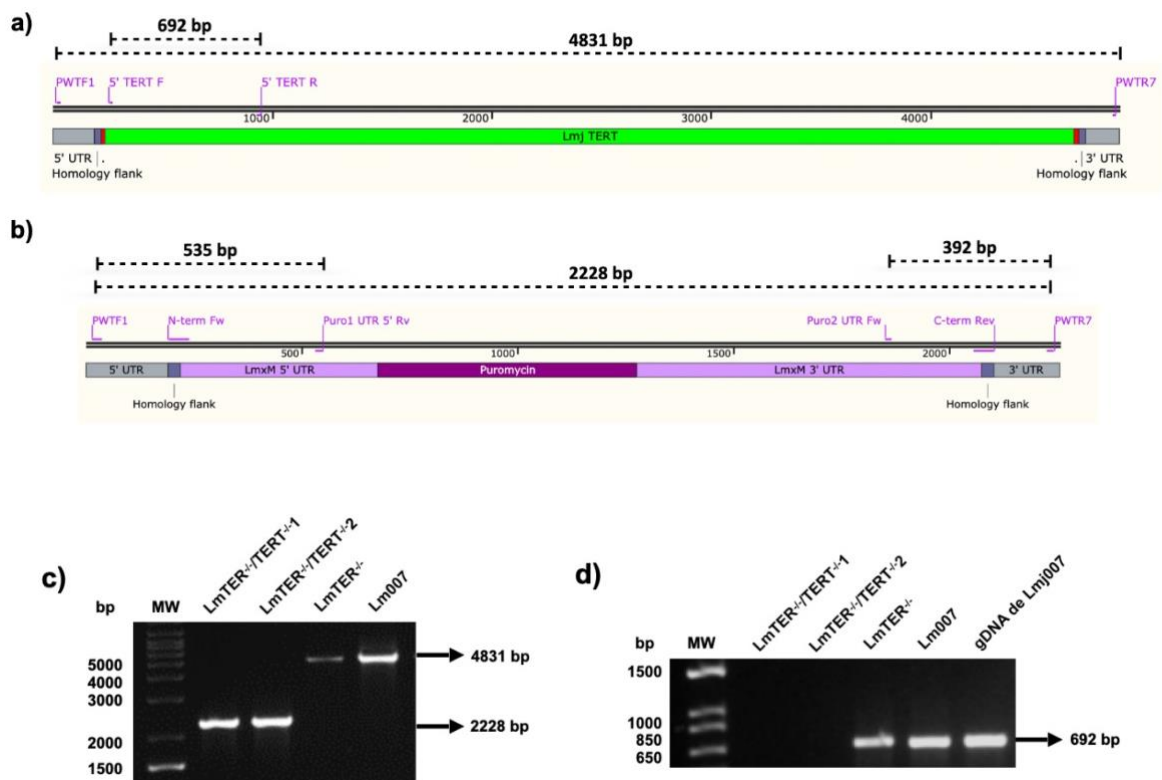 a)
692 bp
4831 bp
PWTF1 5' TERT F 5' TERT R PWTR7
1000 2000 3000 4000
LmJ TERT
5' UTR . . 3' UTR
Homology flank Homology flank
b)
535 bp 392 bp
2228 bp
PWTF1 N-term Fw Puro1 UTR 5' Rv Puro2 UTR Fw C-term Rev PWTR7
500 1000 1500 2000
5' UTR LmxM 5' UTR Puromycin LmxM 3' UTR 3' UTR
Homology flank Homology flank
c)
bp MW LmTER-/-/TERT-/-1 LmTER-/-/TERT-/-2 LmTER-/- Lm007
5000
4000
3000
2000
1500
4831 bp
2228 bp
d)
bp MW LmTER-/-/TERT-/-1 LmTER-/-/TERT-/-2 LmTER-/- Lm007 gDNA de Lmj007
1500
1000
850
650
692 bp